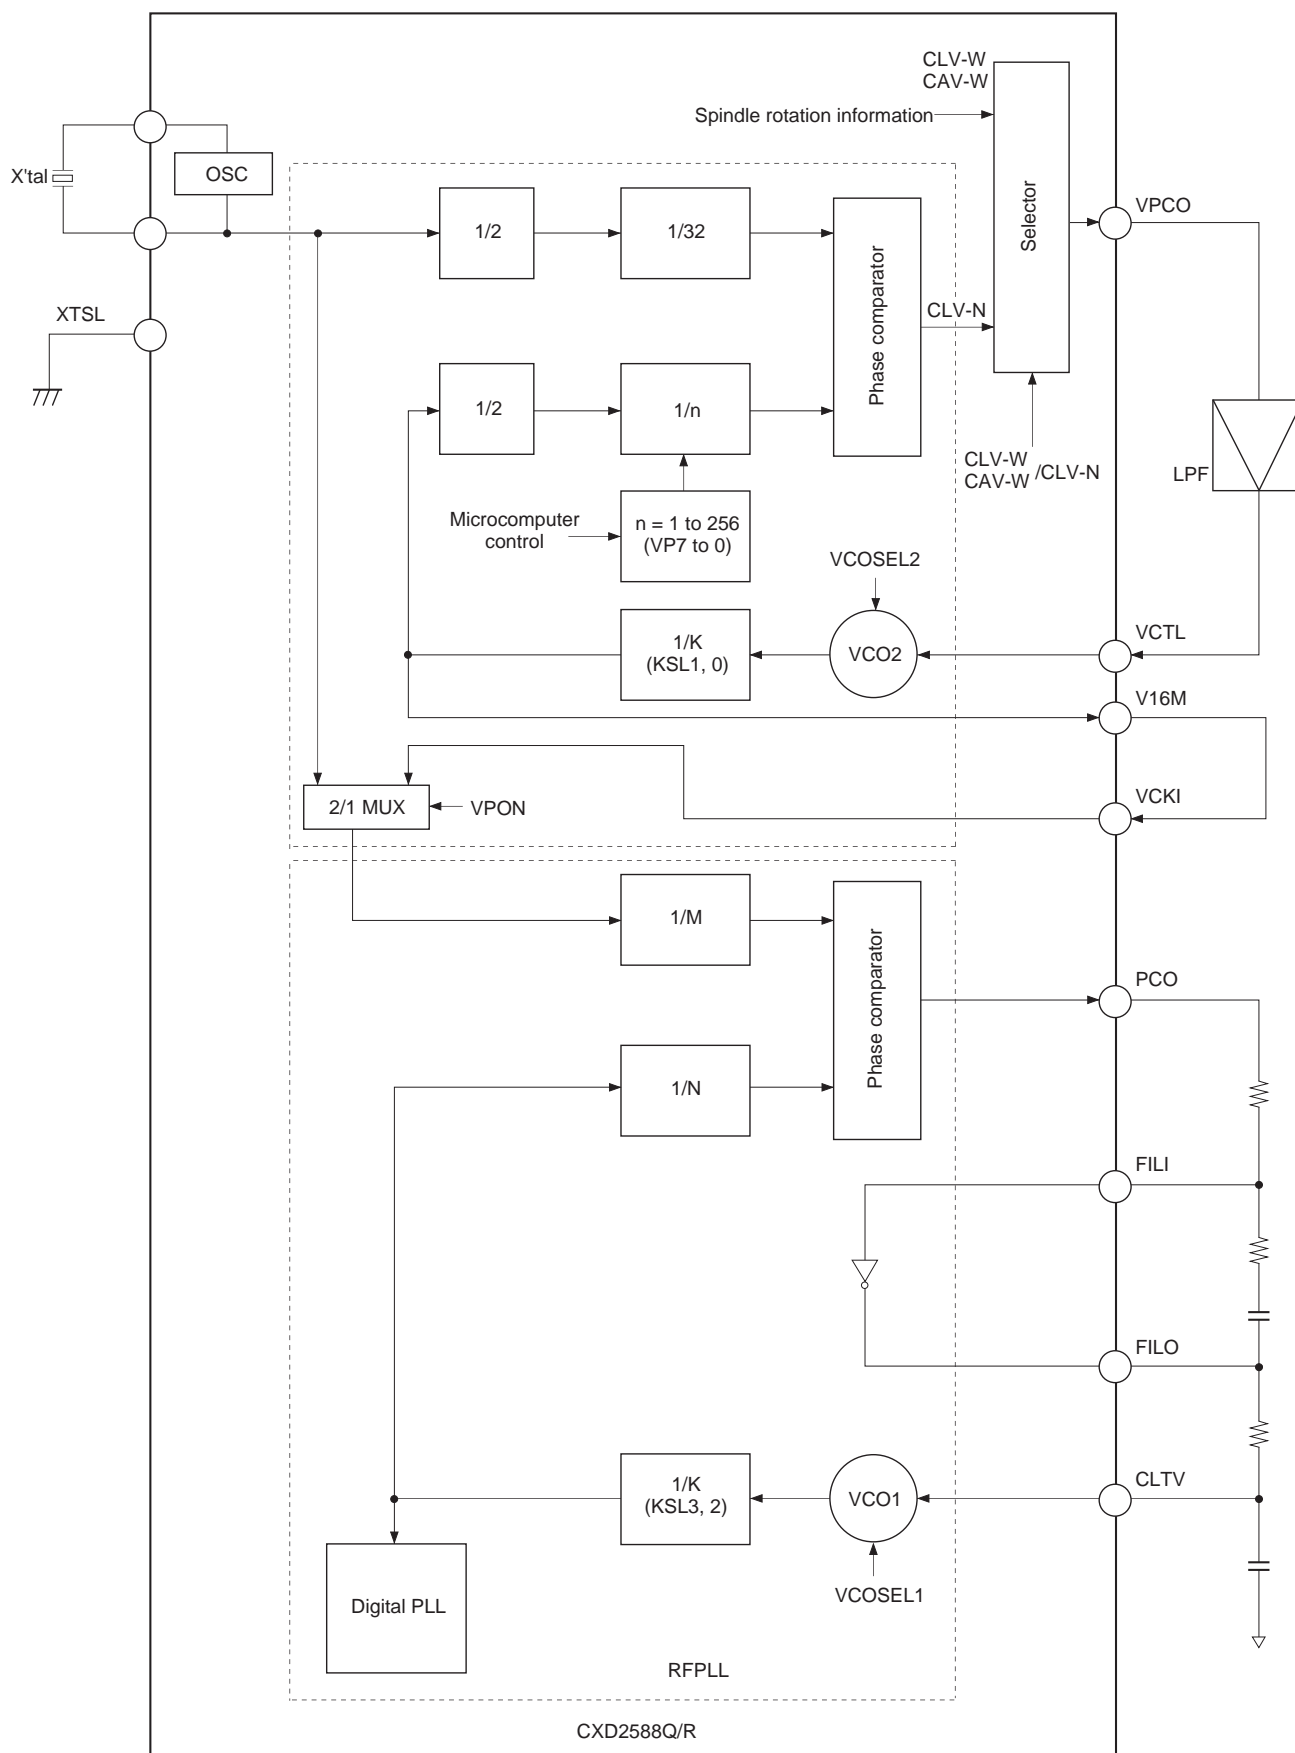 CLV-W
CAV-W
Spindle rotation information
X'tal
OSC
1/2
1/32
Phase comparator
Selector
VPCO
XTSL
CLV-N
1/2
1/n
CLV-W
CAV-W
/CLV-N
LPF
Microcomputer
control
n = 1 to 256
(VP7 to 0)
VCOSEL2
1/K
(KSL1, 0)
VCO2
VCTL
V16M
2/1 MUX
VPON
VCKI
1/M
Phase comparator
PCO
1/N
FILI
FILO
1/K
(KSL3, 2)
VCO1
CLTV
Digital PLL
VCOSEL1
RFPLL
CXD2588Q/R